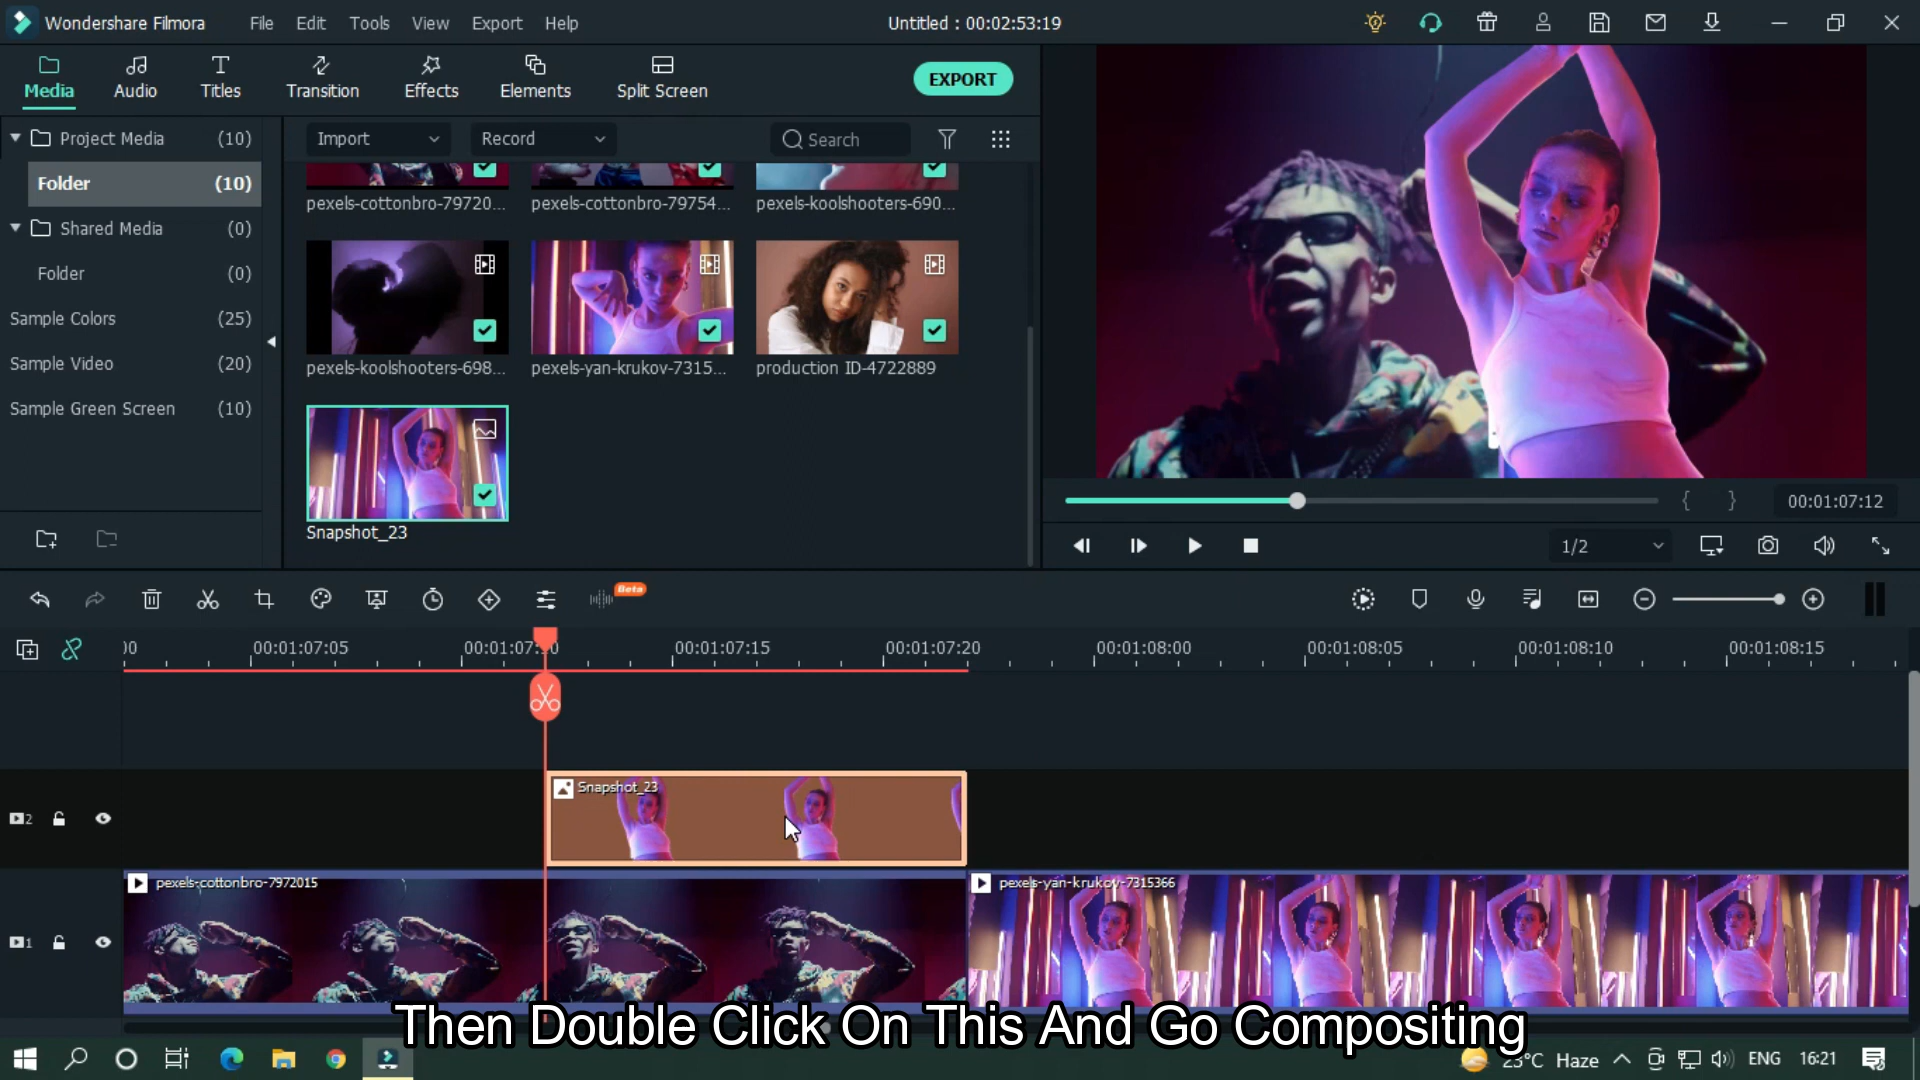 Wondershare Filmora
File
Edit
Tools
View
Export
Help
Untitled : 00:02:53:19
Media
Audio
Titles
Transition
Effects
Elements
Split Screen
EXPORT
Project Media (10)
Folder (10)
Shared Media (0)
Folder (0)
Sample Colors (25)
Sample Video (20)
Sample Green Screen (10)
Import
Record
Search
pexels-cottonbro-79720...
pexels-cottonbro-79754...
pexels-koolshooters-690...
pexels-koolshooters-698...
pexels-yan-krukov-7315...
production ID-4722889
Snapshot_23
00:01:07:12
1/2
Beta
00:01:07:05
00:01:07:15
00:01:07:20
00:01:08:00
00:01:08:05
00:01:08:10
00:01:08:15
2
Snapshot_23
1
pexels-cottonbro-7972015
pexels-yan-krukov-7315366
Then Double Click On This And Go Compositing
23°C Haze
ENG
16:21